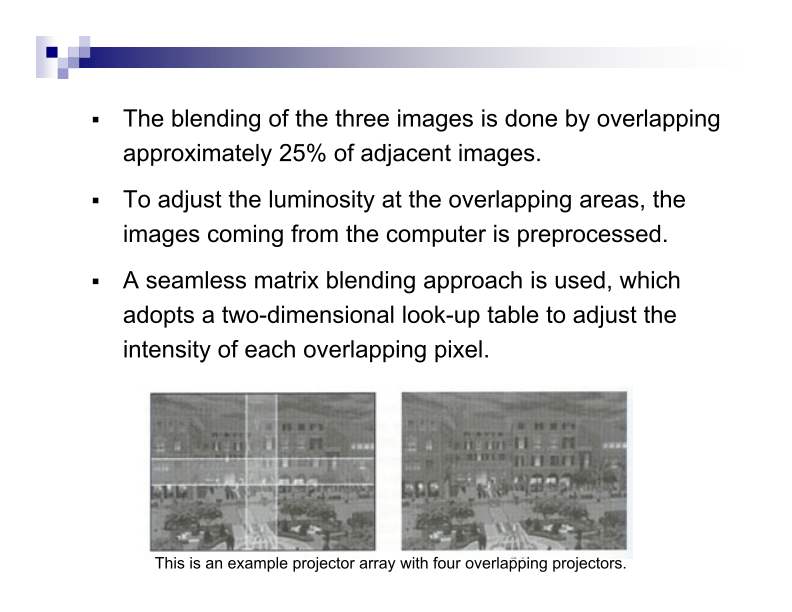 ▪ The blending of the three images is done by overlapping
approximately 25% of adjacent images.
▪ To adjust the luminosity at the overlapping areas, the
images coming from the computer is preprocessed.
▪ A seamless matrix blending approach is used, which
adopts a two-dimensional look-up table to adjust the
intensity of each overlapping pixel.
This is an example projector array with four overlapping projectors.